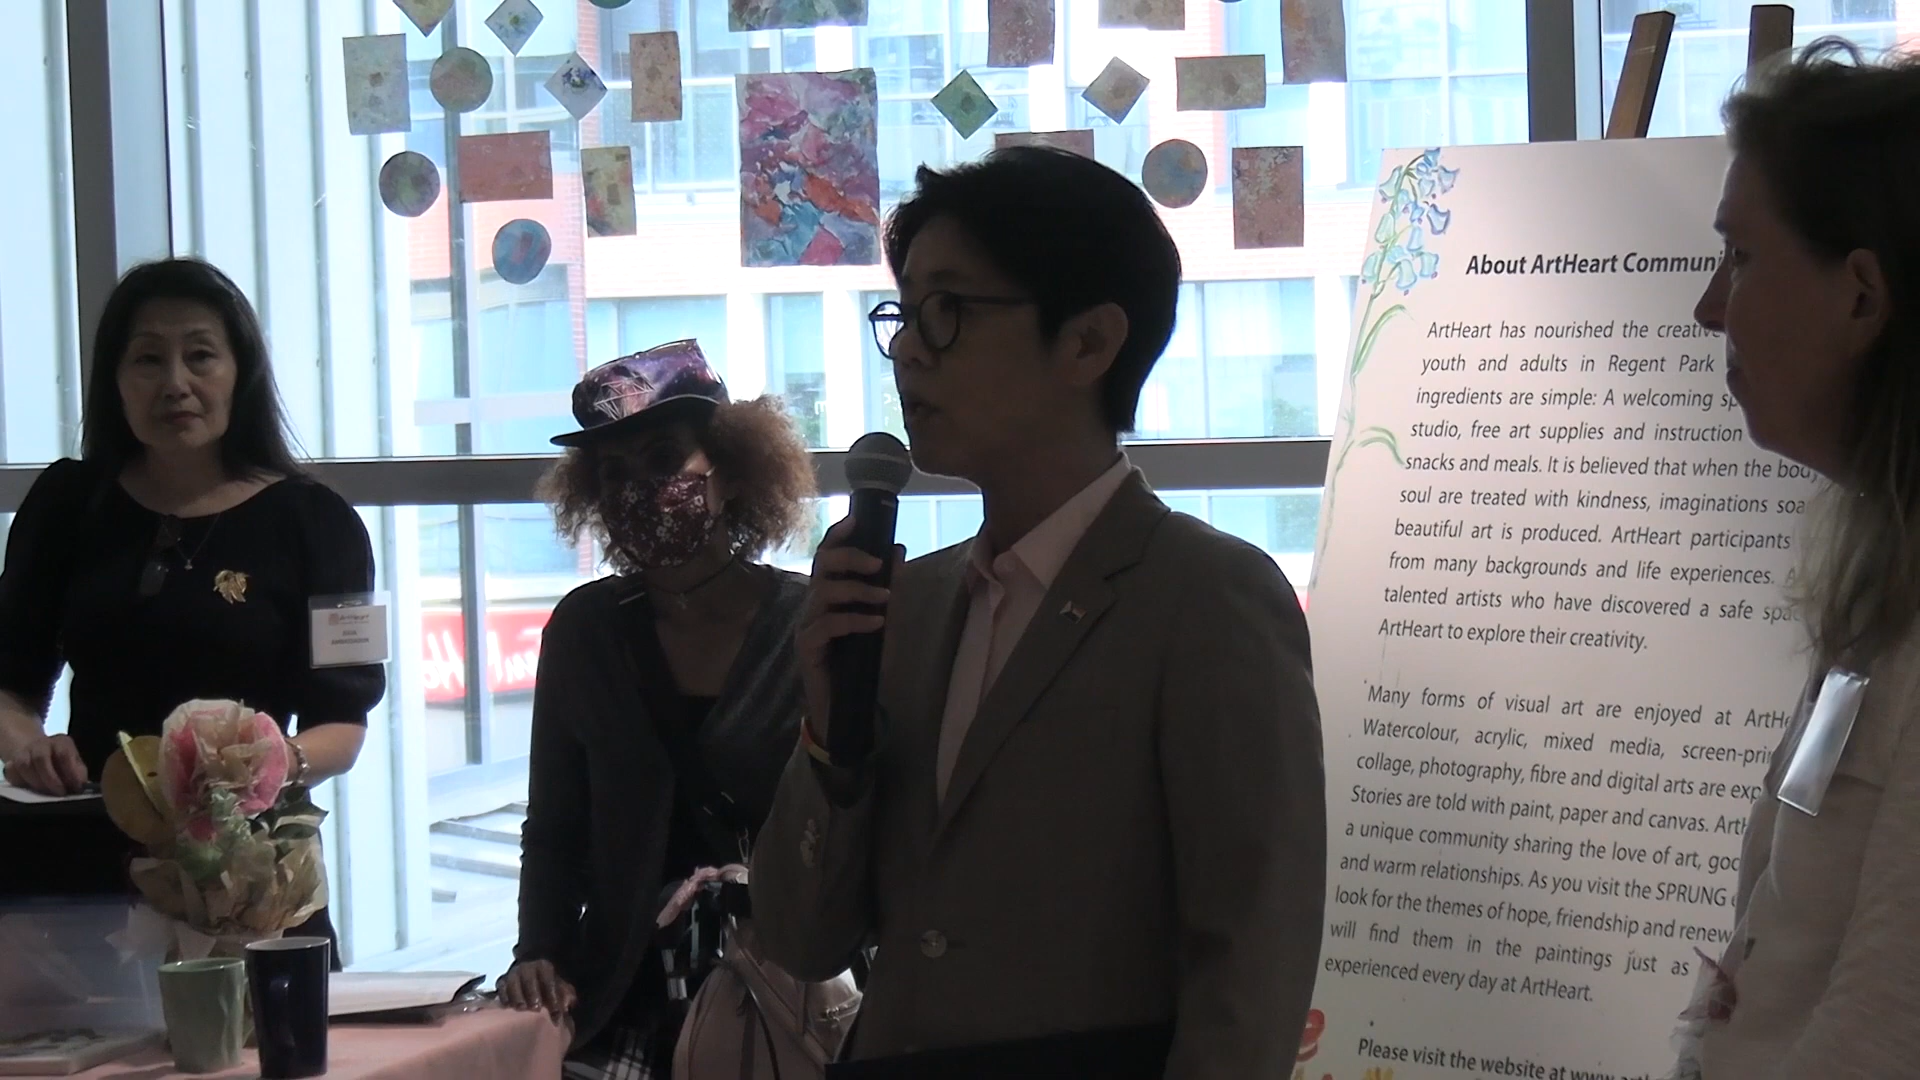 About ArtHeart Communi
ArtHeart has nourished the creative
youth and adults in Regent Park
ingredients are simple: A welcoming sp
studio, free art supplies and instruction
snacks and meals. It is believed that when the body
soul are treated with kindness, imaginations soa
beautiful art is produced. ArtHeart participants
from many backgrounds and life experiences. A
talented artists who have discovered a safe spac
ArtHeart to explore their creativity.
Many forms of visual art are enjoyed at ArtHe
Watercolour, acrylic, mixed media, screen-prin
collage, photography, fibre and digital arts are exp
Stories are told with paint, paper and canvas. ArtH
a unique community sharing the love of art, goo
and warm relationships. As you visit the SPRUNG e
look for the themes of hope, friendship and renew
will find them in the paintings just as
experienced every day at ArtHeart.
Please visit the website at www.arth
ArtHeart